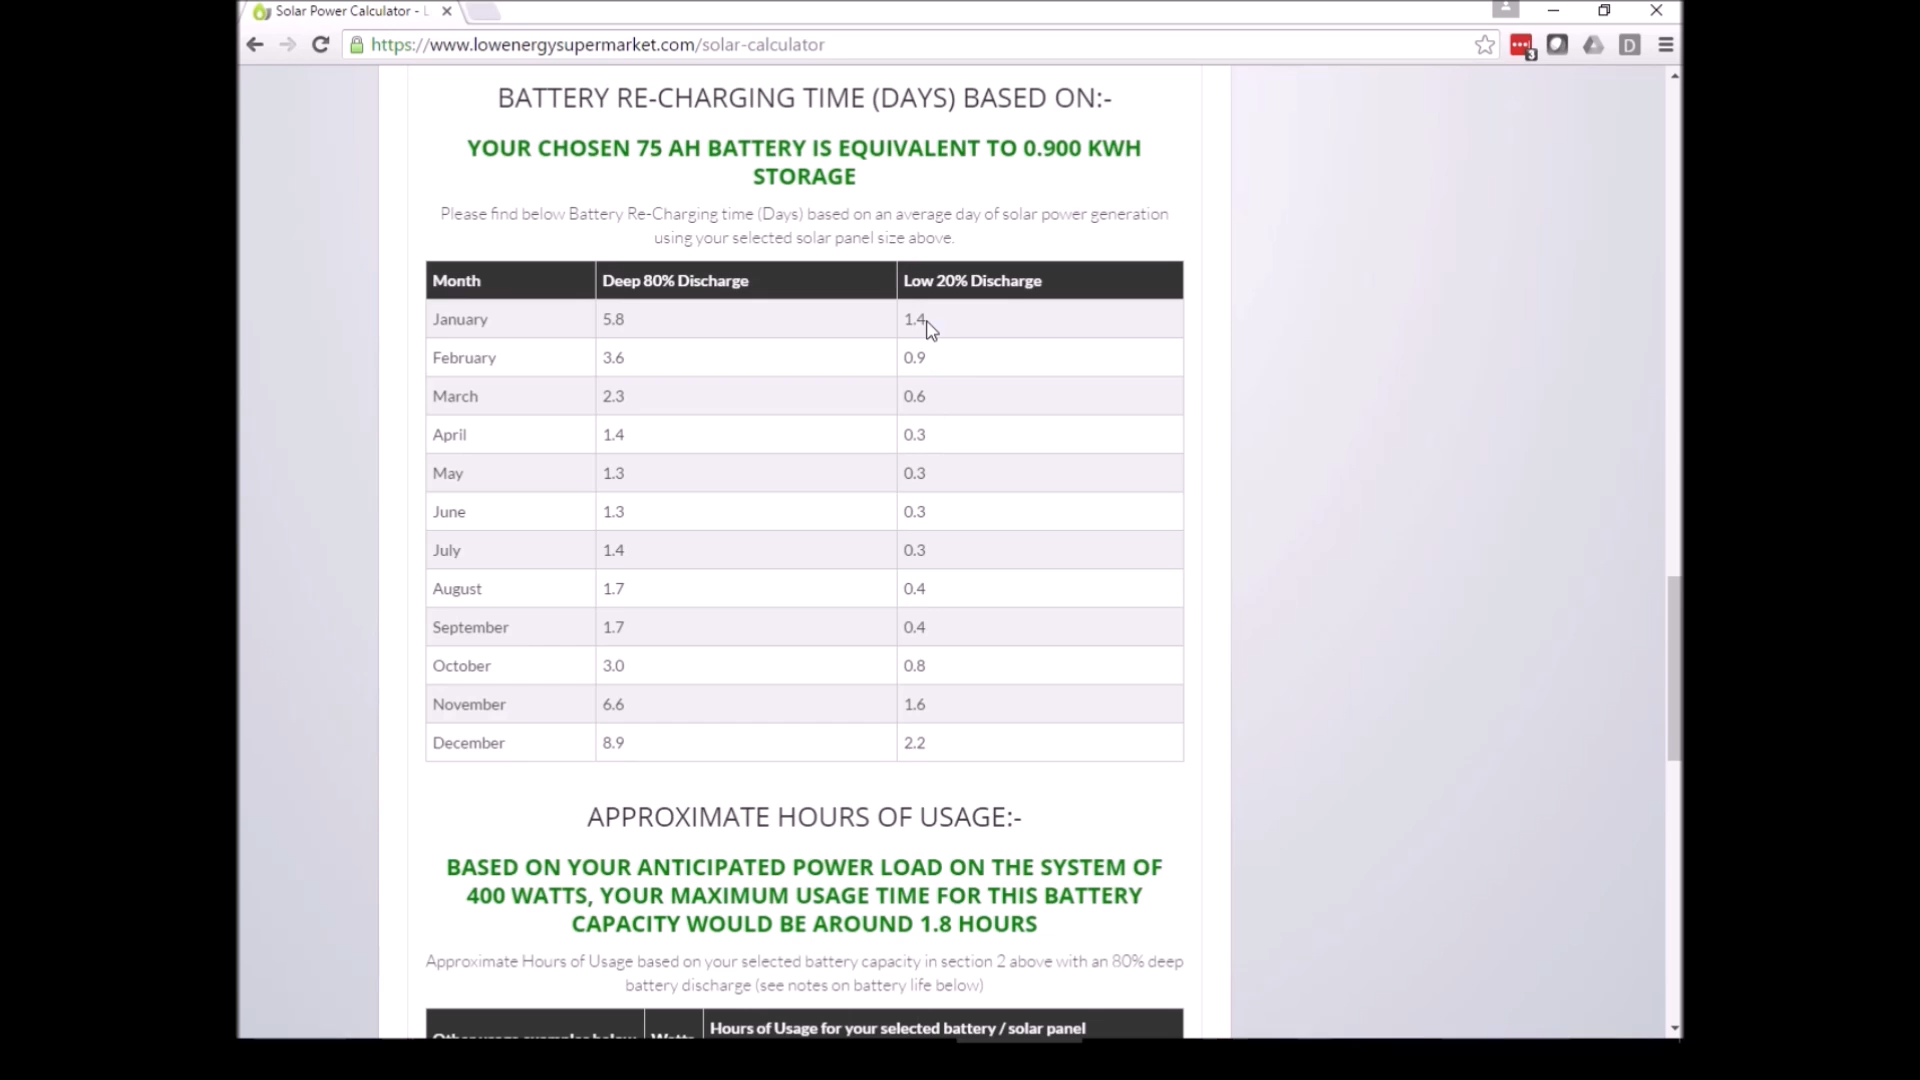 Solar Power Calculator - L
https://www.lowenergysupermarket.com/solar-calculator
3
D
BATTERY RE-CHARGING TIME (DAYS) BASED ON:-
YOUR CHOSEN 75 AH BATTERY IS EQUIVALENT TO 0.900 KWH
STORAGE
Please find below Battery Re-Charging time (Days) based on an average day of solar power generation
using your selected solar panel size above.
Month Deep 80% Discharge Low 20% Discharge
January 5.8 1.4
February 3.6 0.9
March 2.3 0.6
April 1.4 0.3
May 1.3 0.3
June 1.3 0.3
July 1.4 0.3
August 1.7 0.4
September 1.7 0.4
October 3.0 0.8
November 6.6 1.6
December 8.9 2.2
APPROXIMATE HOURS OF USAGE:-
BASED ON YOUR ANTICIPATED POWER LOAD ON THE SYSTEM OF
400 WATTS, YOUR MAXIMUM USAGE TIME FOR THIS BATTERY
CAPACITY WOULD BE AROUND 1.8 HOURS
Approximate Hours of Usage based on your selected battery capacity in section 2 above with an 80% deep
battery discharge (see notes on battery life below)
Hours of Usage for your selected battery / solar panel
Other usage examples below Watts